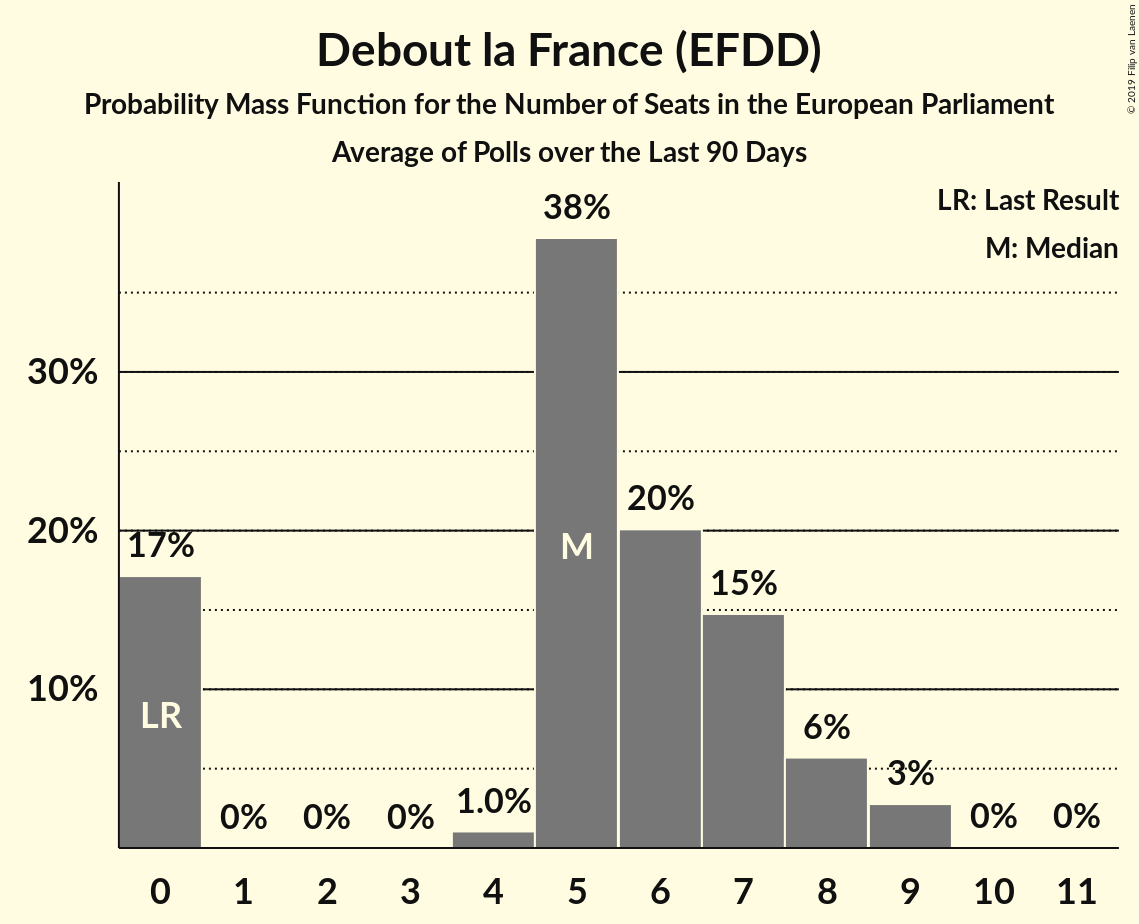 Debout la France (EFDD)
Probability Mass Function for the Number of Seats in the European Parliament
Average of Polls over the Last 90 Days
© 2019 Filip van Laenen
LR: Last Result
M: Median
38%
30%
20%
20%
17%
M
15%
10%
LR
6%
3%
1.0%
0%
0%
0%
0%
0%
0 1 2 3 4 5 6 7 8 9 10 11